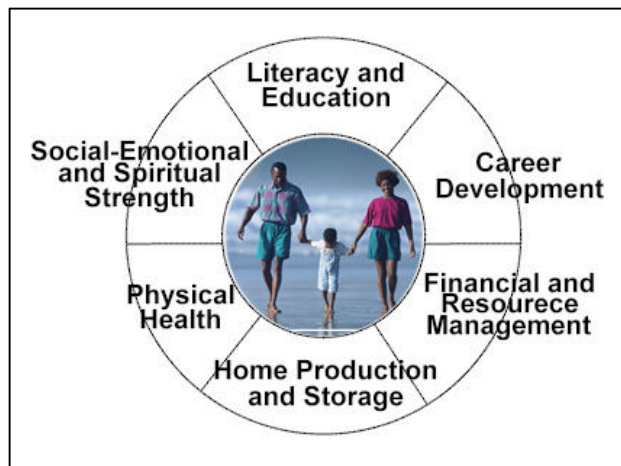 Literacy and
Education
Career
Development
Financial and
Resourece
Management
Home Production
and Storage
Physical
Health
Social-Emotional
and Spiritual
Strength